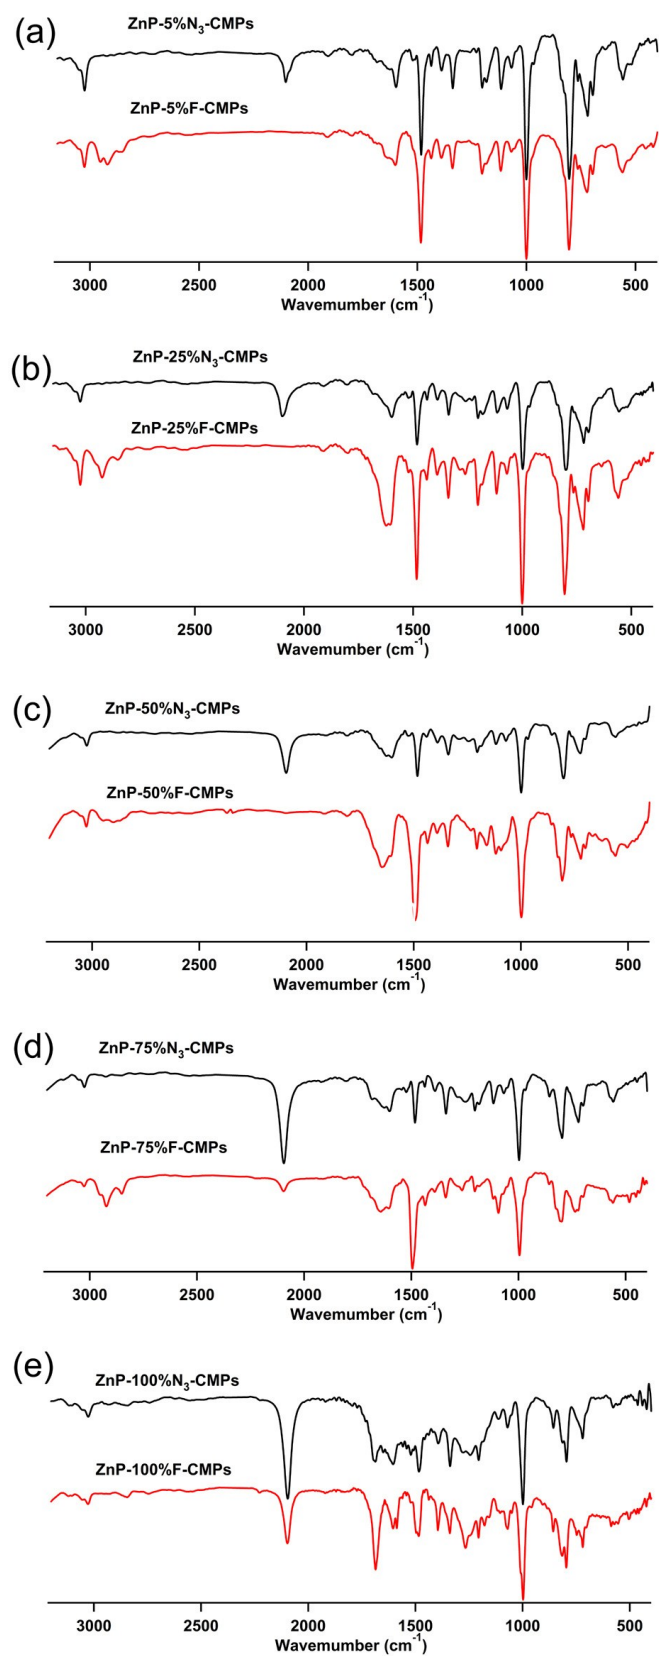 (a)
ZnP-5%N3-CMPs
ZnP-5%F-CMPs
3000 2500 2000 1500 1000 500
Wavemumber (cm-1)
(b)
ZnP-25%N3-CMPs
ZnP-25%F-CMPs
3000 2500 2000 1500 1000 500
Wavemumber (cm-1)
(c)
ZnP-50%N3-CMPs
ZnP-50%F-CMPs
3000 2500 2000 1500 1000 500
Wavemumber (cm-1)
(d)
ZnP-75%N3-CMPs
ZnP-75%F-CMPs
3000 2500 2000 1500 1000 500
Wavemumber (cm-1)
(e)
ZnP-100%N3-CMPs
ZnP-100%F-CMPs
3000 2500 2000 1500 1000 500
Wavemumber (cm-1)